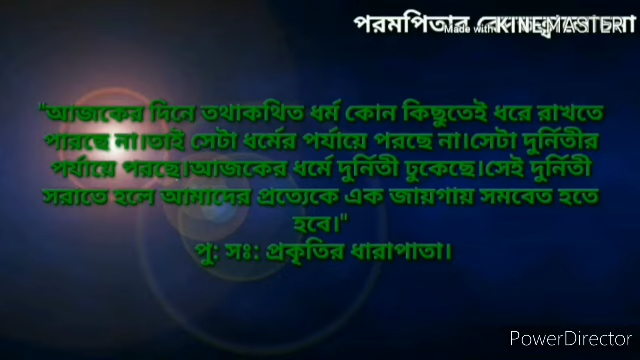 পরমপিতার
Made with KINEMASTER
"আজকের দিনে তথাকথিত ধর্ম কোন কিছুতেই ধরে রাখতে
পারছে না।তাই সেটা ধর্মের পর্যায়ে পরছে না।সেটা দুর্নিতীর
পর্যায়ে পরছে।আজকের ধর্মে দুর্নিতী ঢুকেছে।সেই দুর্নিতী
সরাতে হলে আমাদের প্রত্যেকে এক জায়গায় সমবেত হতে
হবে।"
পু: সঃ: প্রকৃতির ধারাপাতা।
PowerDirector